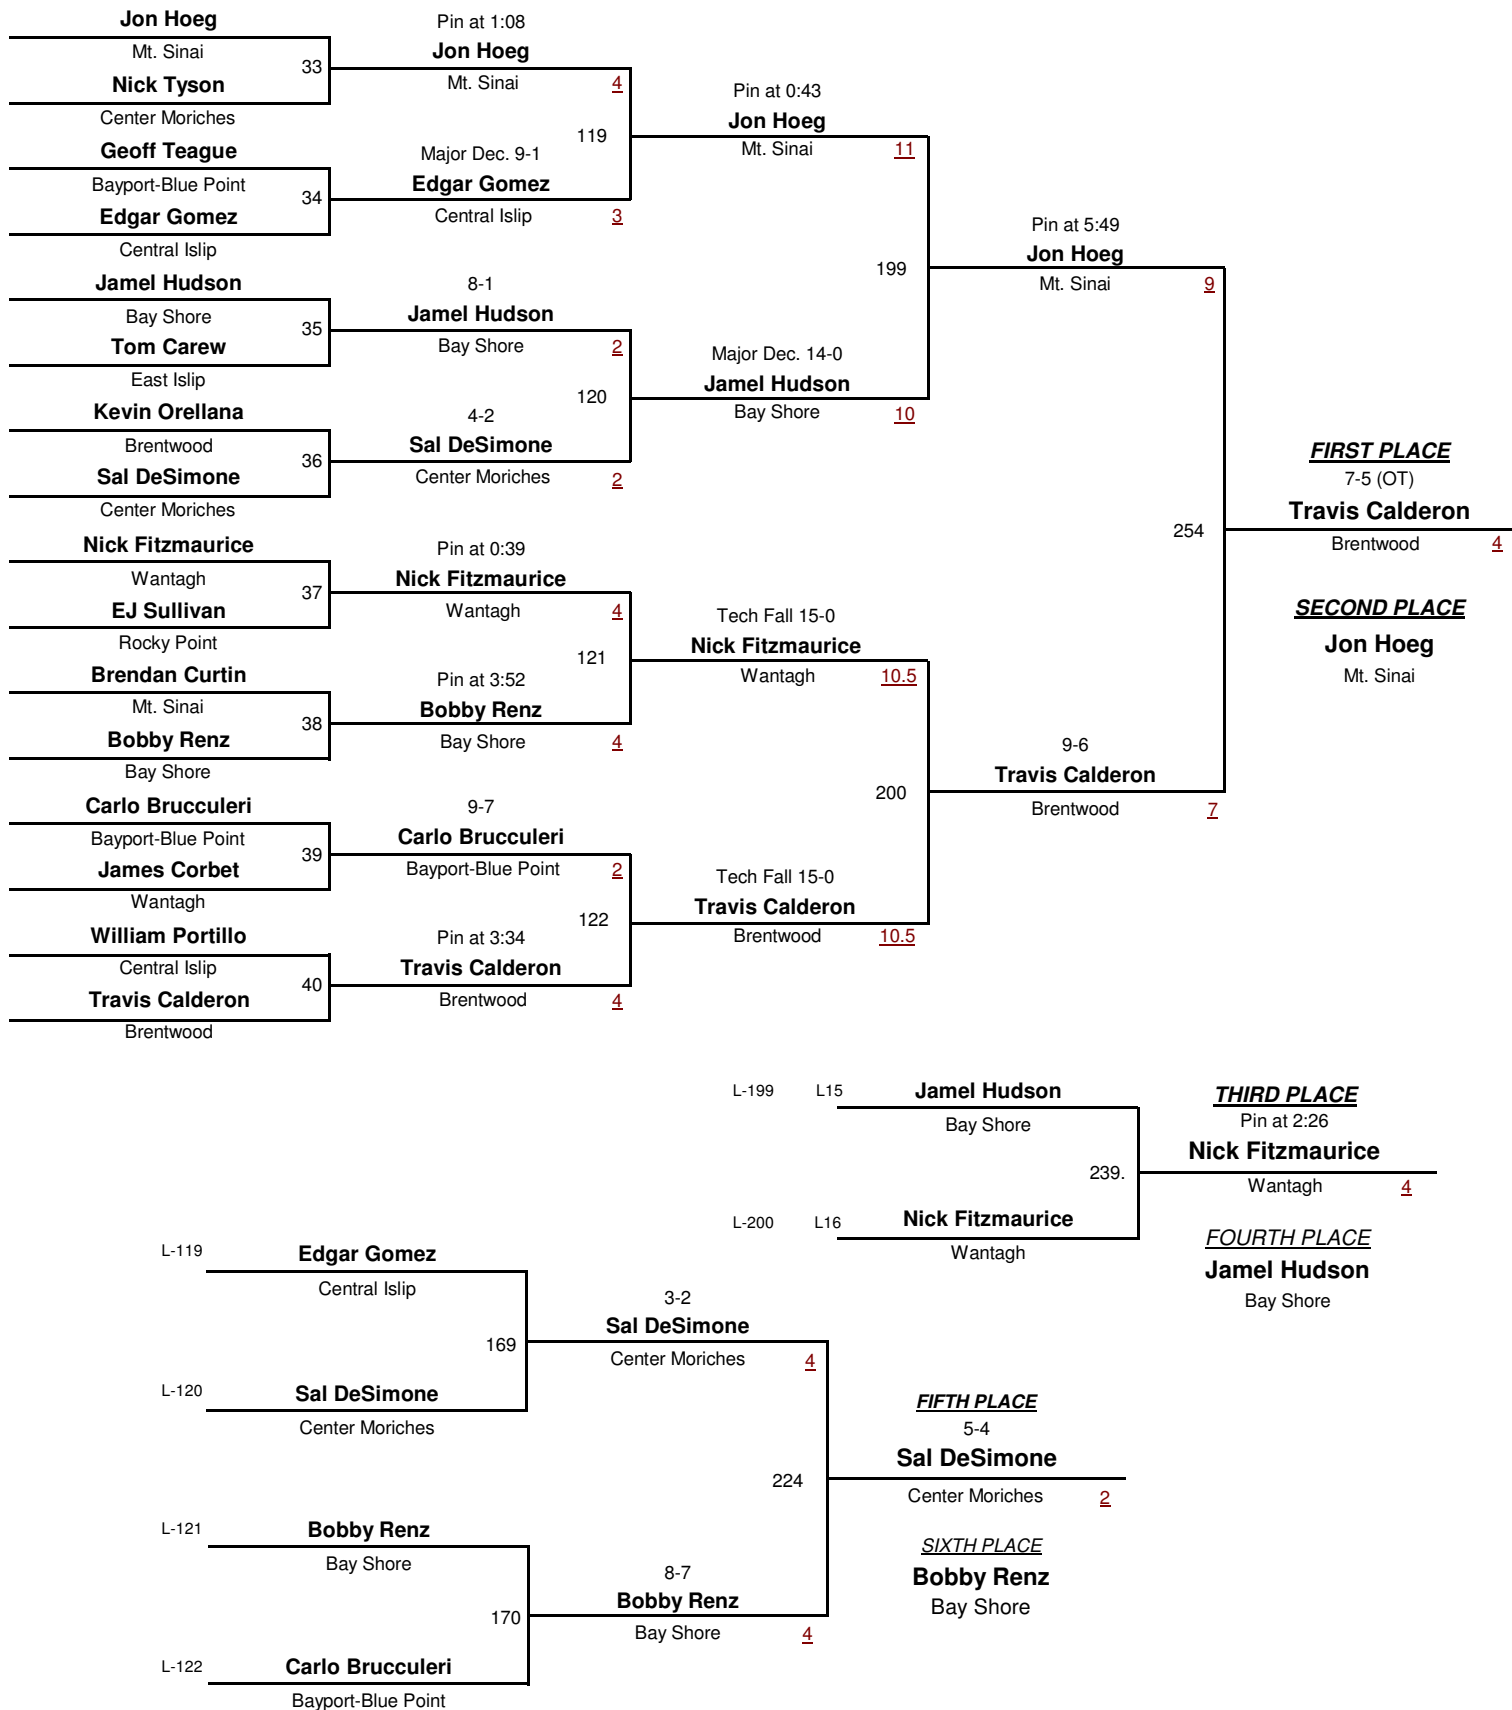 Jon Hoeg
Mt. Sinai
33
Nick Tyson
Center Moriches
Geoff Teague
Bayport-Blue Point
34
Edgar Gomez
Central Islip
Jamel Hudson
Bay Shore
35
Tom Carew
East Islip
Kevin Orellana
Brentwood
36
Sal DeSimone
Center Moriches
Nick Fitzmaurice
Wantagh
37
EJ Sullivan
Rocky Point
Brendan Curtin
Mt. Sinai
38
Bobby Renz
Bay Shore
Carlo Brucculeri
Bayport-Blue Point
39
James Corbet
Wantagh
William Portillo
Central Islip
40
Travis Calderon
Brentwood
Pin at 1:08
Jon Hoeg
Mt. Sinai 4
119
Major Dec. 9-1
Edgar Gomez
Central Islip 3
8-1
Jamel Hudson
Bay Shore 2
120
4-2
Sal DeSimone
Center Moriches 2
Pin at 0:39
Nick Fitzmaurice
Wantagh 4
121
Pin at 3:52
Bobby Renz
Bay Shore 4
9-7
Carlo Brucculeri
Bayport-Blue Point 2
122
Pin at 3:34
Travis Calderon
Brentwood 4
Pin at 0:43
Jon Hoeg
Mt. Sinai 11
199
Major Dec. 14-0
Jamel Hudson
Bay Shore 10
Tech Fall 15-0
Nick Fitzmaurice
Wantagh 10.5
200
Tech Fall 15-0
Travis Calderon
Brentwood 10.5
Pin at 5:49
Jon Hoeg
Mt. Sinai 9
254
9-6
Travis Calderon
Brentwood 7
FIRST PLACE
7-5 (OT)
Travis Calderon
Brentwood 4
SECOND PLACE
Jon Hoeg
Mt. Sinai
L-199 L15 Jamel Hudson
Bay Shore
239.
L-200 L16 Nick Fitzmaurice
Wantagh
THIRD PLACE
Pin at 2:26
Nick Fitzmaurice
Wantagh 4
FOURTH PLACE
Jamel Hudson
Bay Shore
L-119 Edgar Gomez
Central Islip
169
L-120 Sal DeSimone
Center Moriches
L-121 Bobby Renz
Bay Shore
170
L-122 Carlo Brucculeri
Bayport-Blue Point
3-2
Sal DeSimone
Center Moriches 4
224
8-7
Bobby Renz
Bay Shore 4
FIFTH PLACE
5-4
Sal DeSimone
Center Moriches 2
SIXTH PLACE
Bobby Renz
Bay Shore